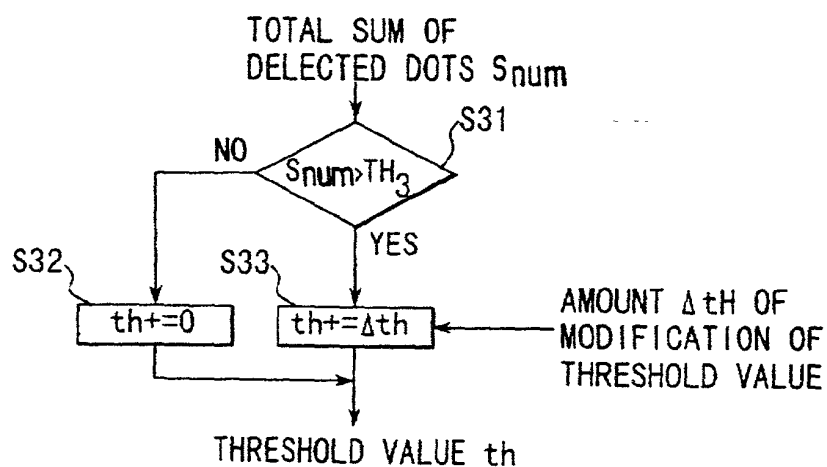 TOTAL SUM OF
DELECTED DOTS Snum
S31
NO
Snum>TH3
YES
S32
S33
th+=0
th+=Δth
AMOUNT ΔtH OF
MODIFICATION OF
THRESHOLD VALUE
THRESHOLD VALUE th